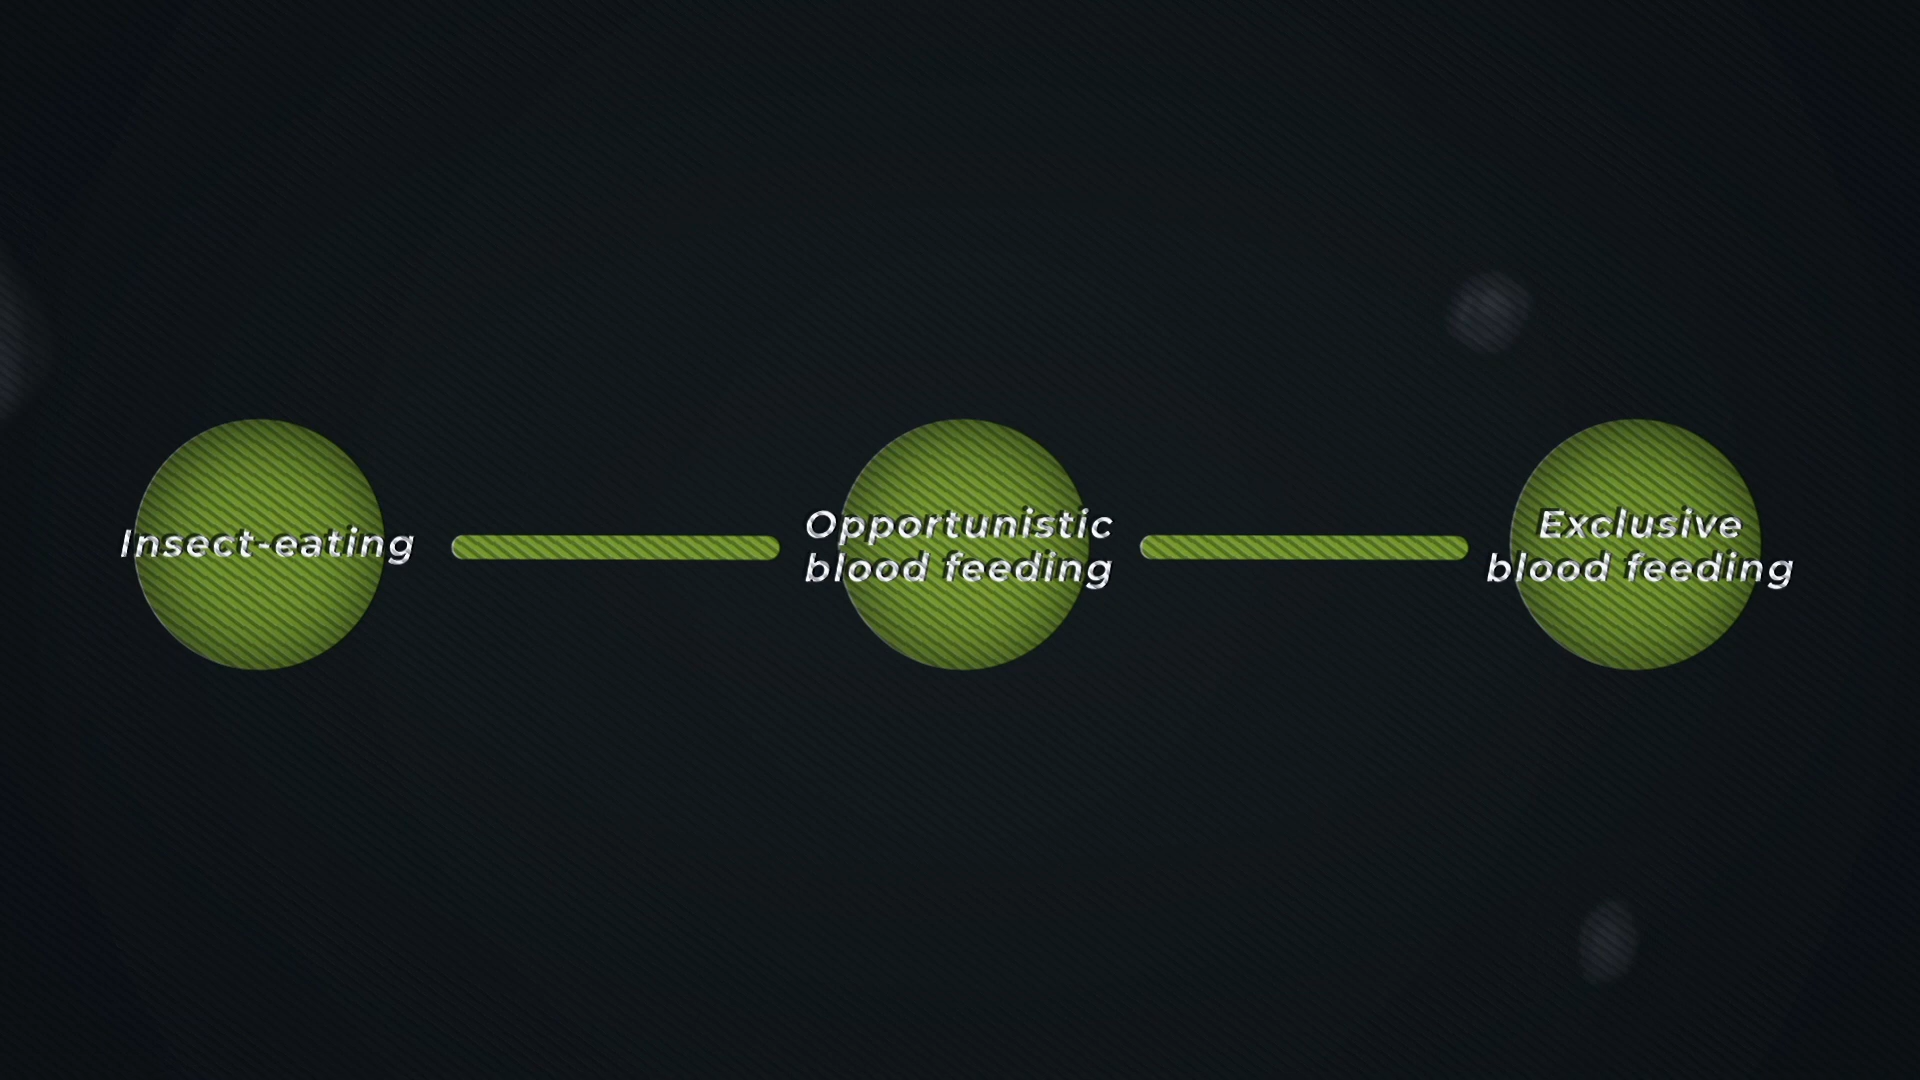 Insect-eating
Opportunistic
blood feeding
Exclusive
blood feeding